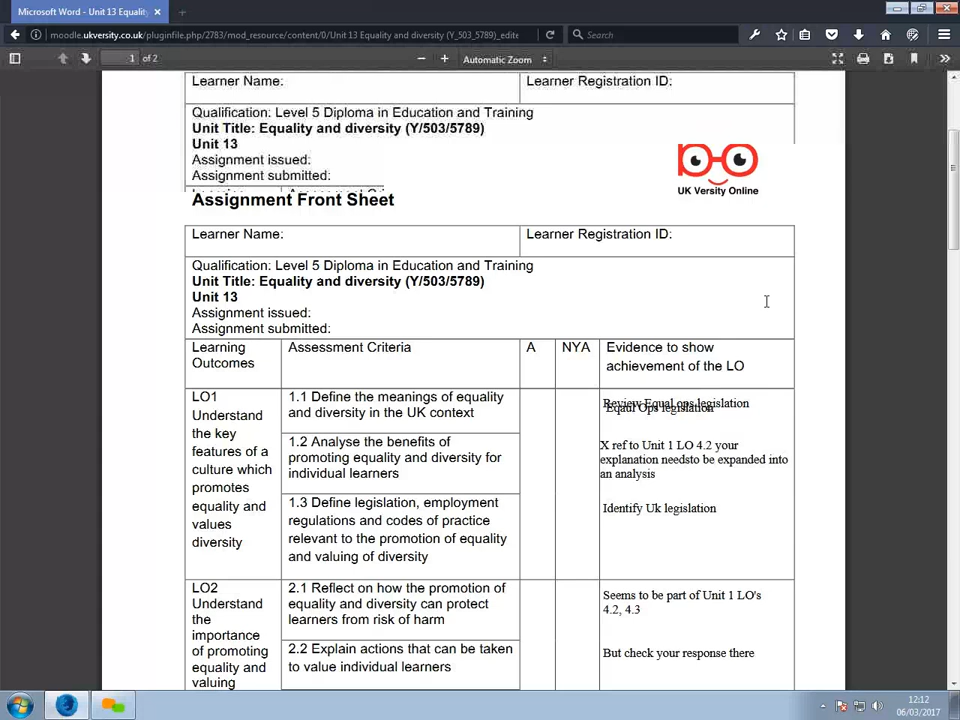 Microsoft Word - Unit 13 Equality
moodle.ukversity.co.uk/pluginfile.php/2783/mod_resource/content/0/Unit 13 Equality and diversity (Y_503_5789)_edite
Search
1 of 2
Automatic Zoom
Learner Name:
Learner Registration ID:
Qualification: Level 5 Diploma in Education and Training
Unit Title: Equality and diversity (Y/503/5789)
Unit 13
Assignment issued:
Assignment submitted:
UK Versity Online
Assignment Front Sheet
Learner Name:
Learner Registration ID:
Qualification: Level 5 Diploma in Education and Training
Unit Title: Equality and diversity (Y/503/5789)
Unit 13
Assignment issued:
Assignment submitted:
Learning
Outcomes
Assessment Criteria
A
NYA
Evidence to show
achievement of the LO
LO1
Understand
the key
features of a
culture which
promotes
equality and
values
diversity
1.1 Define the meanings of equality
and diversity in the UK context
1.2 Analyse the benefits of
promoting equality and diversity for
individual learners
1.3 Define legislation, employment
regulations and codes of practice
relevant to the promotion of equality
and valuing of diversity
Review Equal ops legislation
Eqaul Ops legislation
X ref to Unit 1 LO 4.2 your
explanation needsto be expanded into
an analysis
Identify Uk legislation
LO2
Understand
the
importance
of promoting
equality and
valuing
2.1 Reflect on how the promotion of
equality and diversity can protect
learners from risk of harm
2.2 Explain actions that can be taken
to value individual learners
Seems to be part of Unit 1 LO's
4.2, 4.3
But check your response there
12:12
06/03/2017